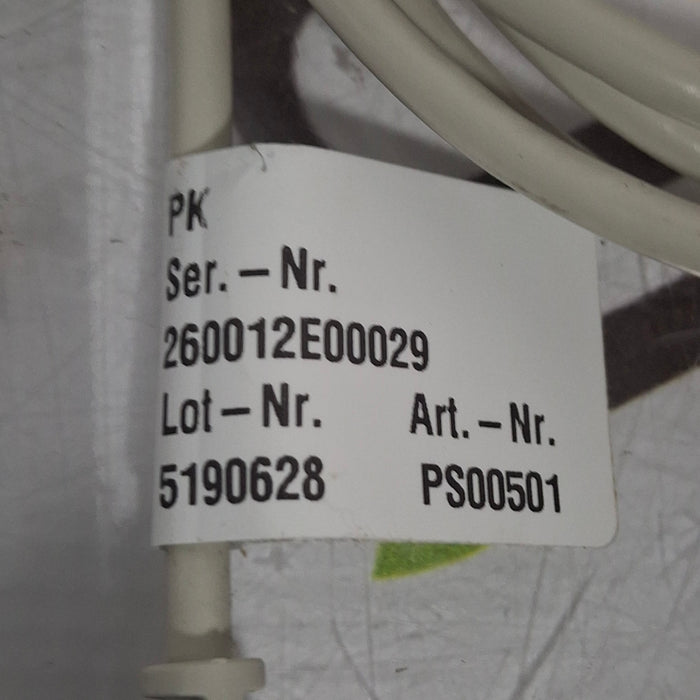 PK
Ser. – Nr.
260012E00029
Lot – Nr. Art. – Nr.
5190628 PS00501